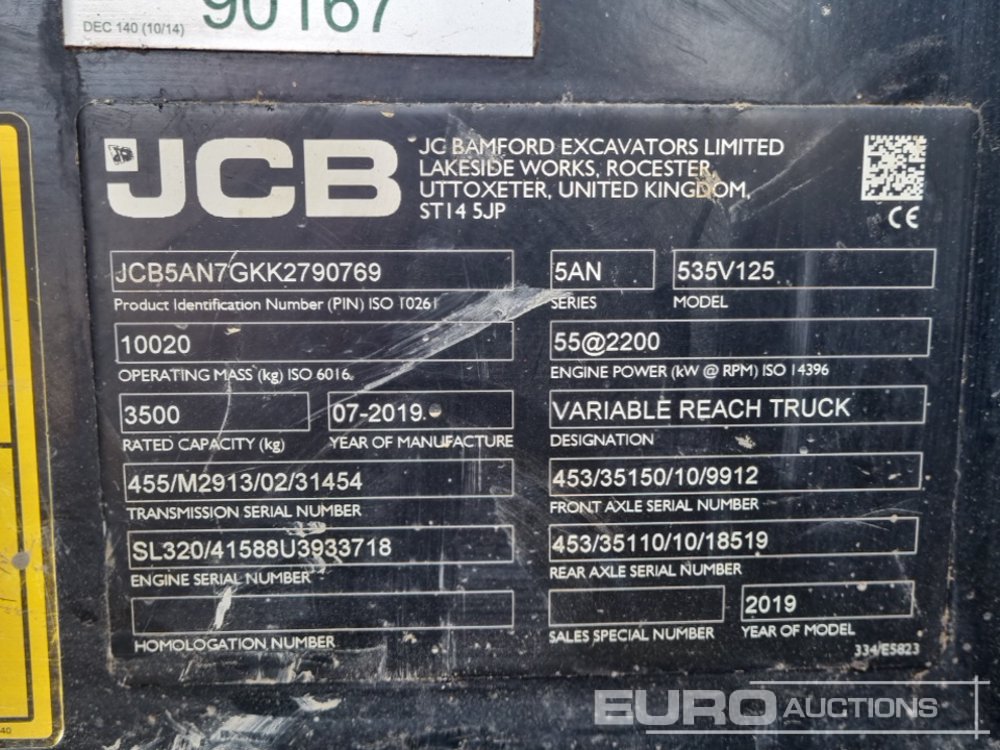 90167
DEC 140 (10/14)
JCB
JC BAMFORD EXCAVATORS LIMITED
LAKESIDE WORKS, ROCESTER,
UTTOXETER, UNITED KINGDOM,
ST14 5JP
CE
JCB5AN7GKK2790769
Product Identification Number (PIN) ISO 10261
5AN
SERIES
535V125
MODEL
10020
OPERATING MASS (kg) ISO 6016
55@2200
ENGINE POWER (kW @ RPM) ISO 14396
3500
RATED CAPACITY (kg)
07-2019
YEAR OF MANUFACTURE
VARIABLE REACH TRUCK
DESIGNATION
455/M2913/02/31454
TRANSMISSION SERIAL NUMBER
453/35150/10/9912
FRONT AXLE SERIAL NUMBER
SL320/41588U3933718
ENGINE SERIAL NUMBER
453/35110/10/18519
REAR AXLE SERIAL NUMBER
HOMOLOGATION NUMBER
SALES SPECIAL NUMBER
2019
YEAR OF MODEL
334/E5823
40
EURO AUCTIONS